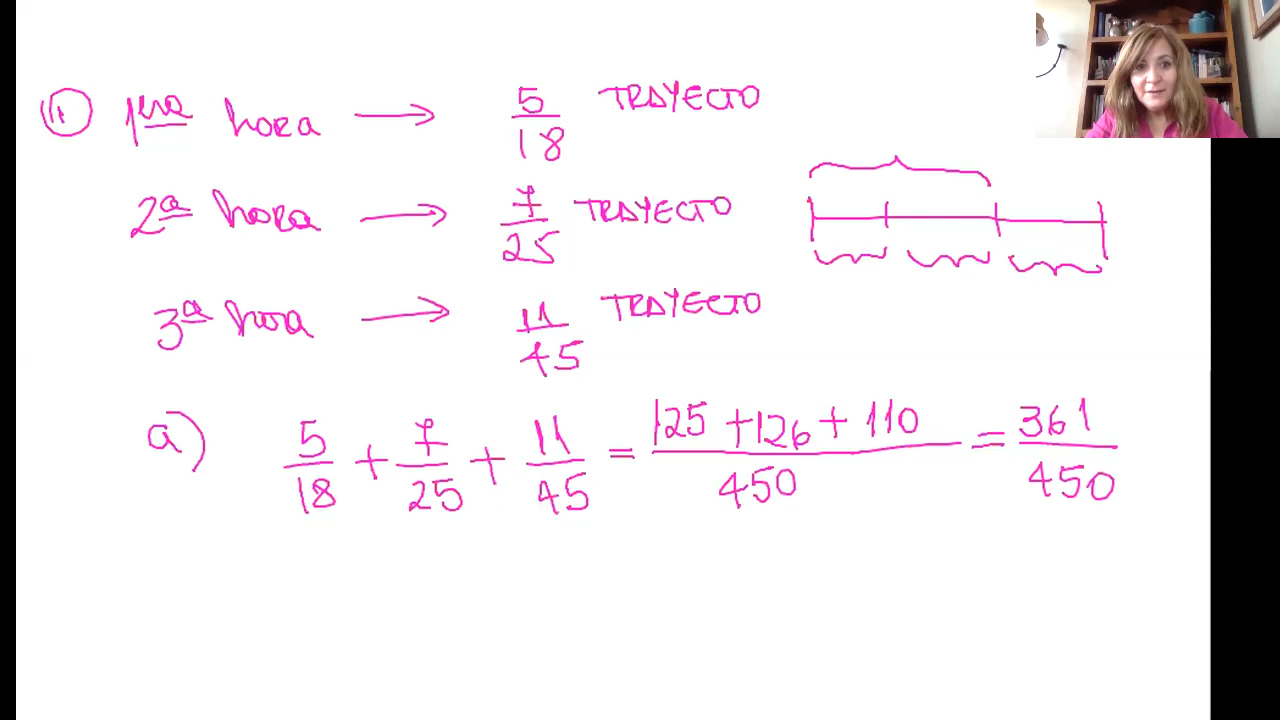 11 1era hora → 5/18 TRAYECTO
2ª hora → 7/25 TRAYECTO
3ª hora → 11/45 TRAYECTO
a) 5/18 + 7/25 + 11/45 = (125 + 126 + 110)/450 = 361/450